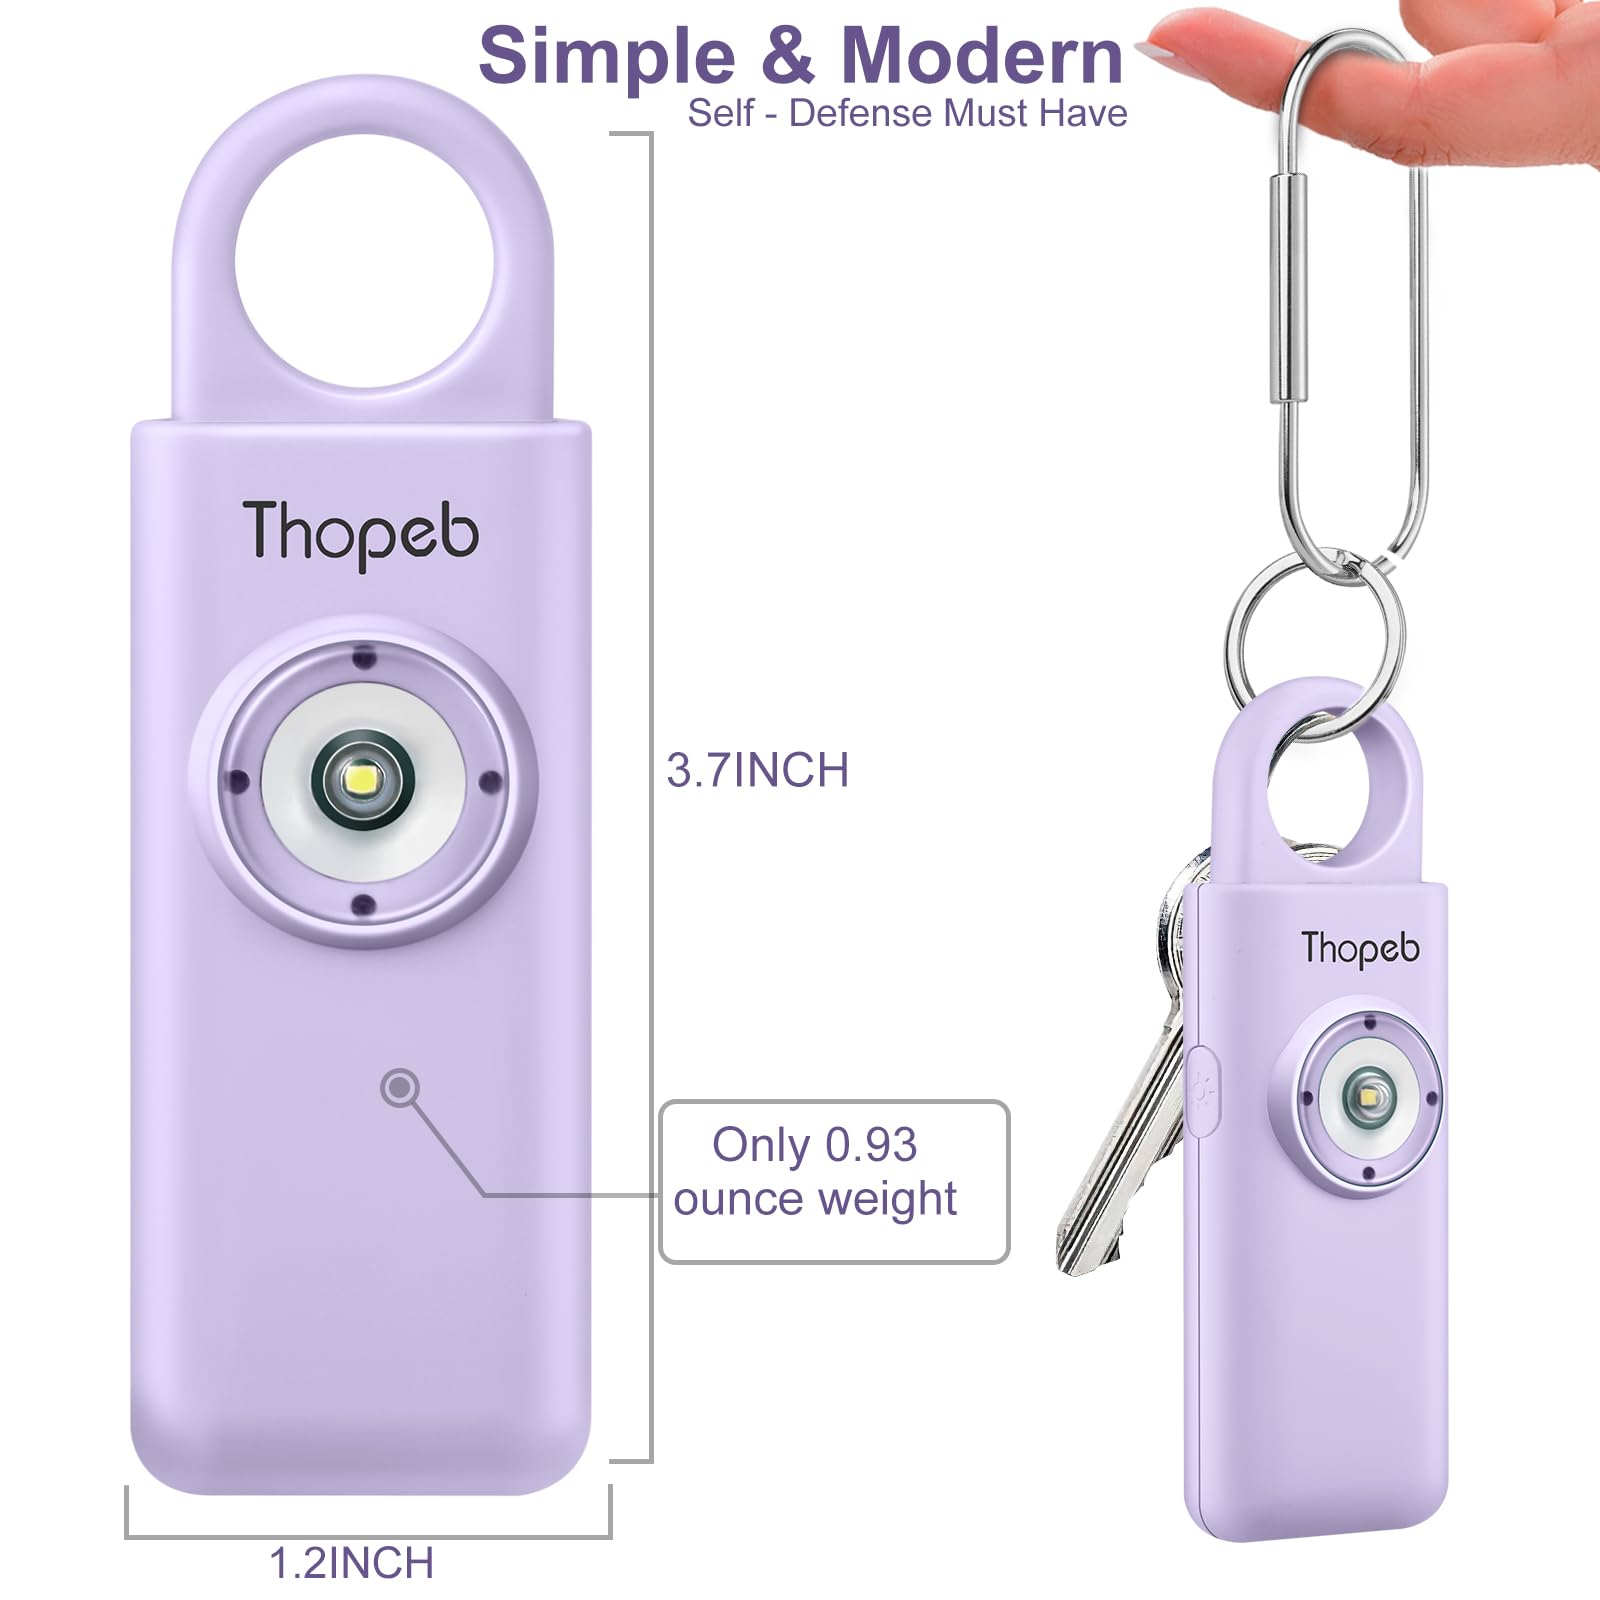 Simple & Modern
Self - Defense Must Have
Thopeb
3.7INCH
Thopeb
Only 0.93
ounce weight
1.2INCH